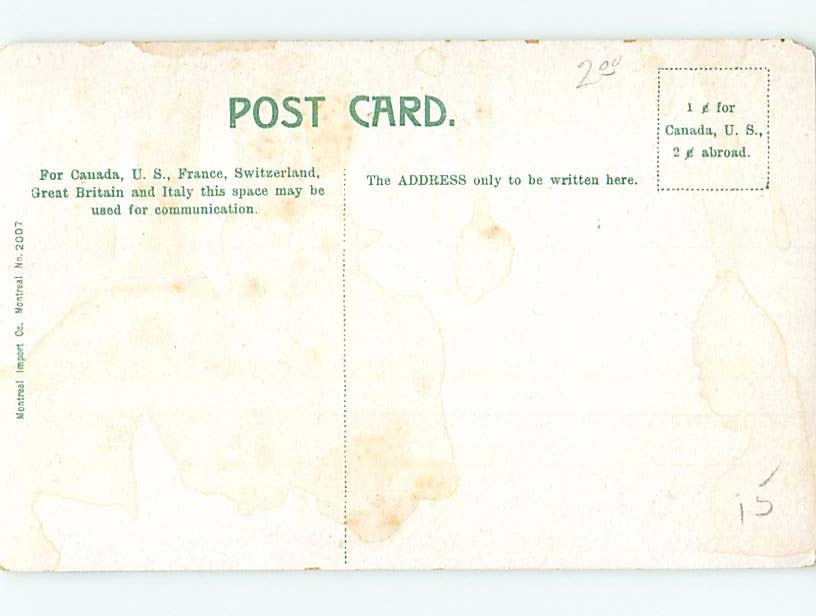 2.00
POST CARD.
1 ¢ for
Canada, U. S.,
2 ¢ abroad.
For Canada, U. S., France, Switzerland,
Great Britain and Italy this space may be
used for communication.
The ADDRESS only to be written here.
Montreal Import Co. Montreal No. 2007
15